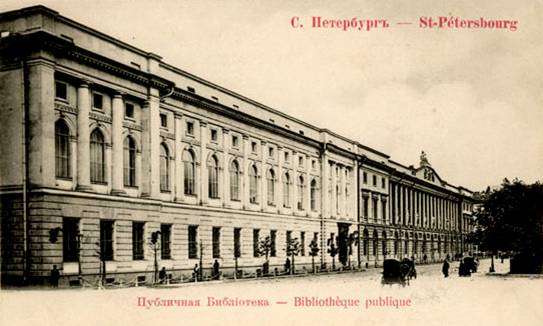 С. Петербургъ — St-Pétersbourg
Публичная Библіотека — Bibliothèque publique